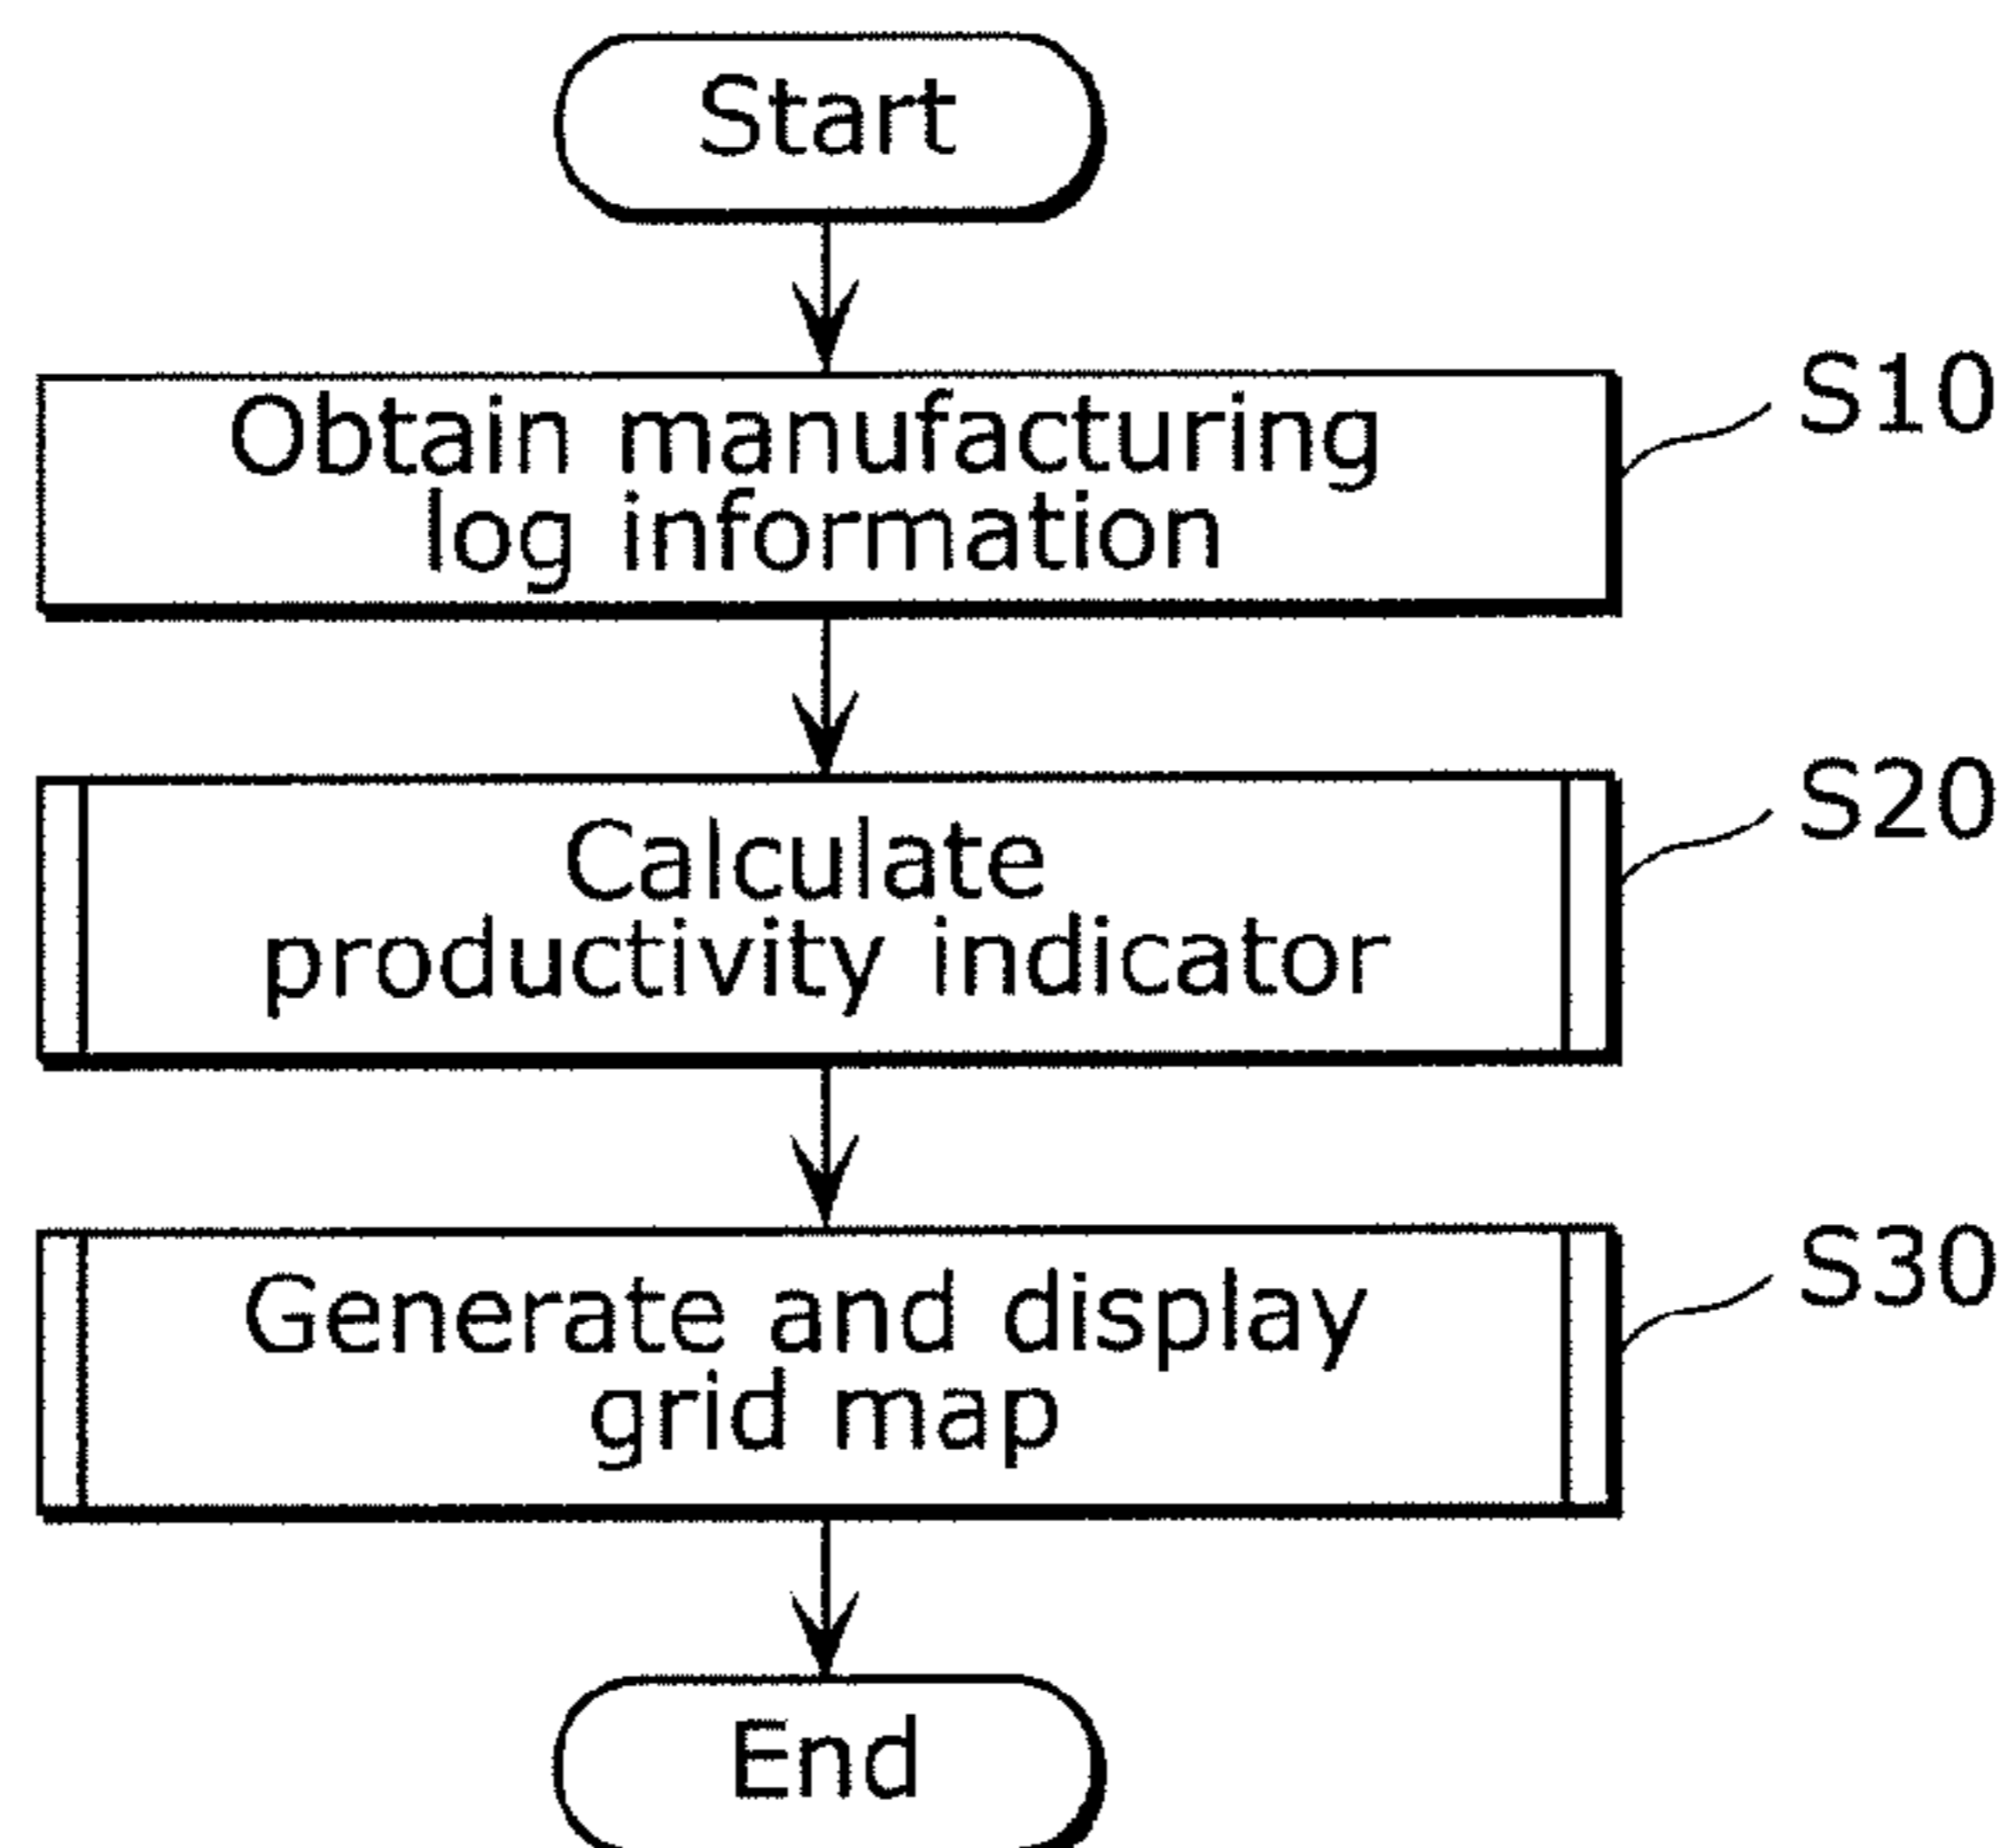 Start
Obtain manufacturing
log information
S10
Calculate
productivity indicator
S20
Generate and display
grid map
S30
End